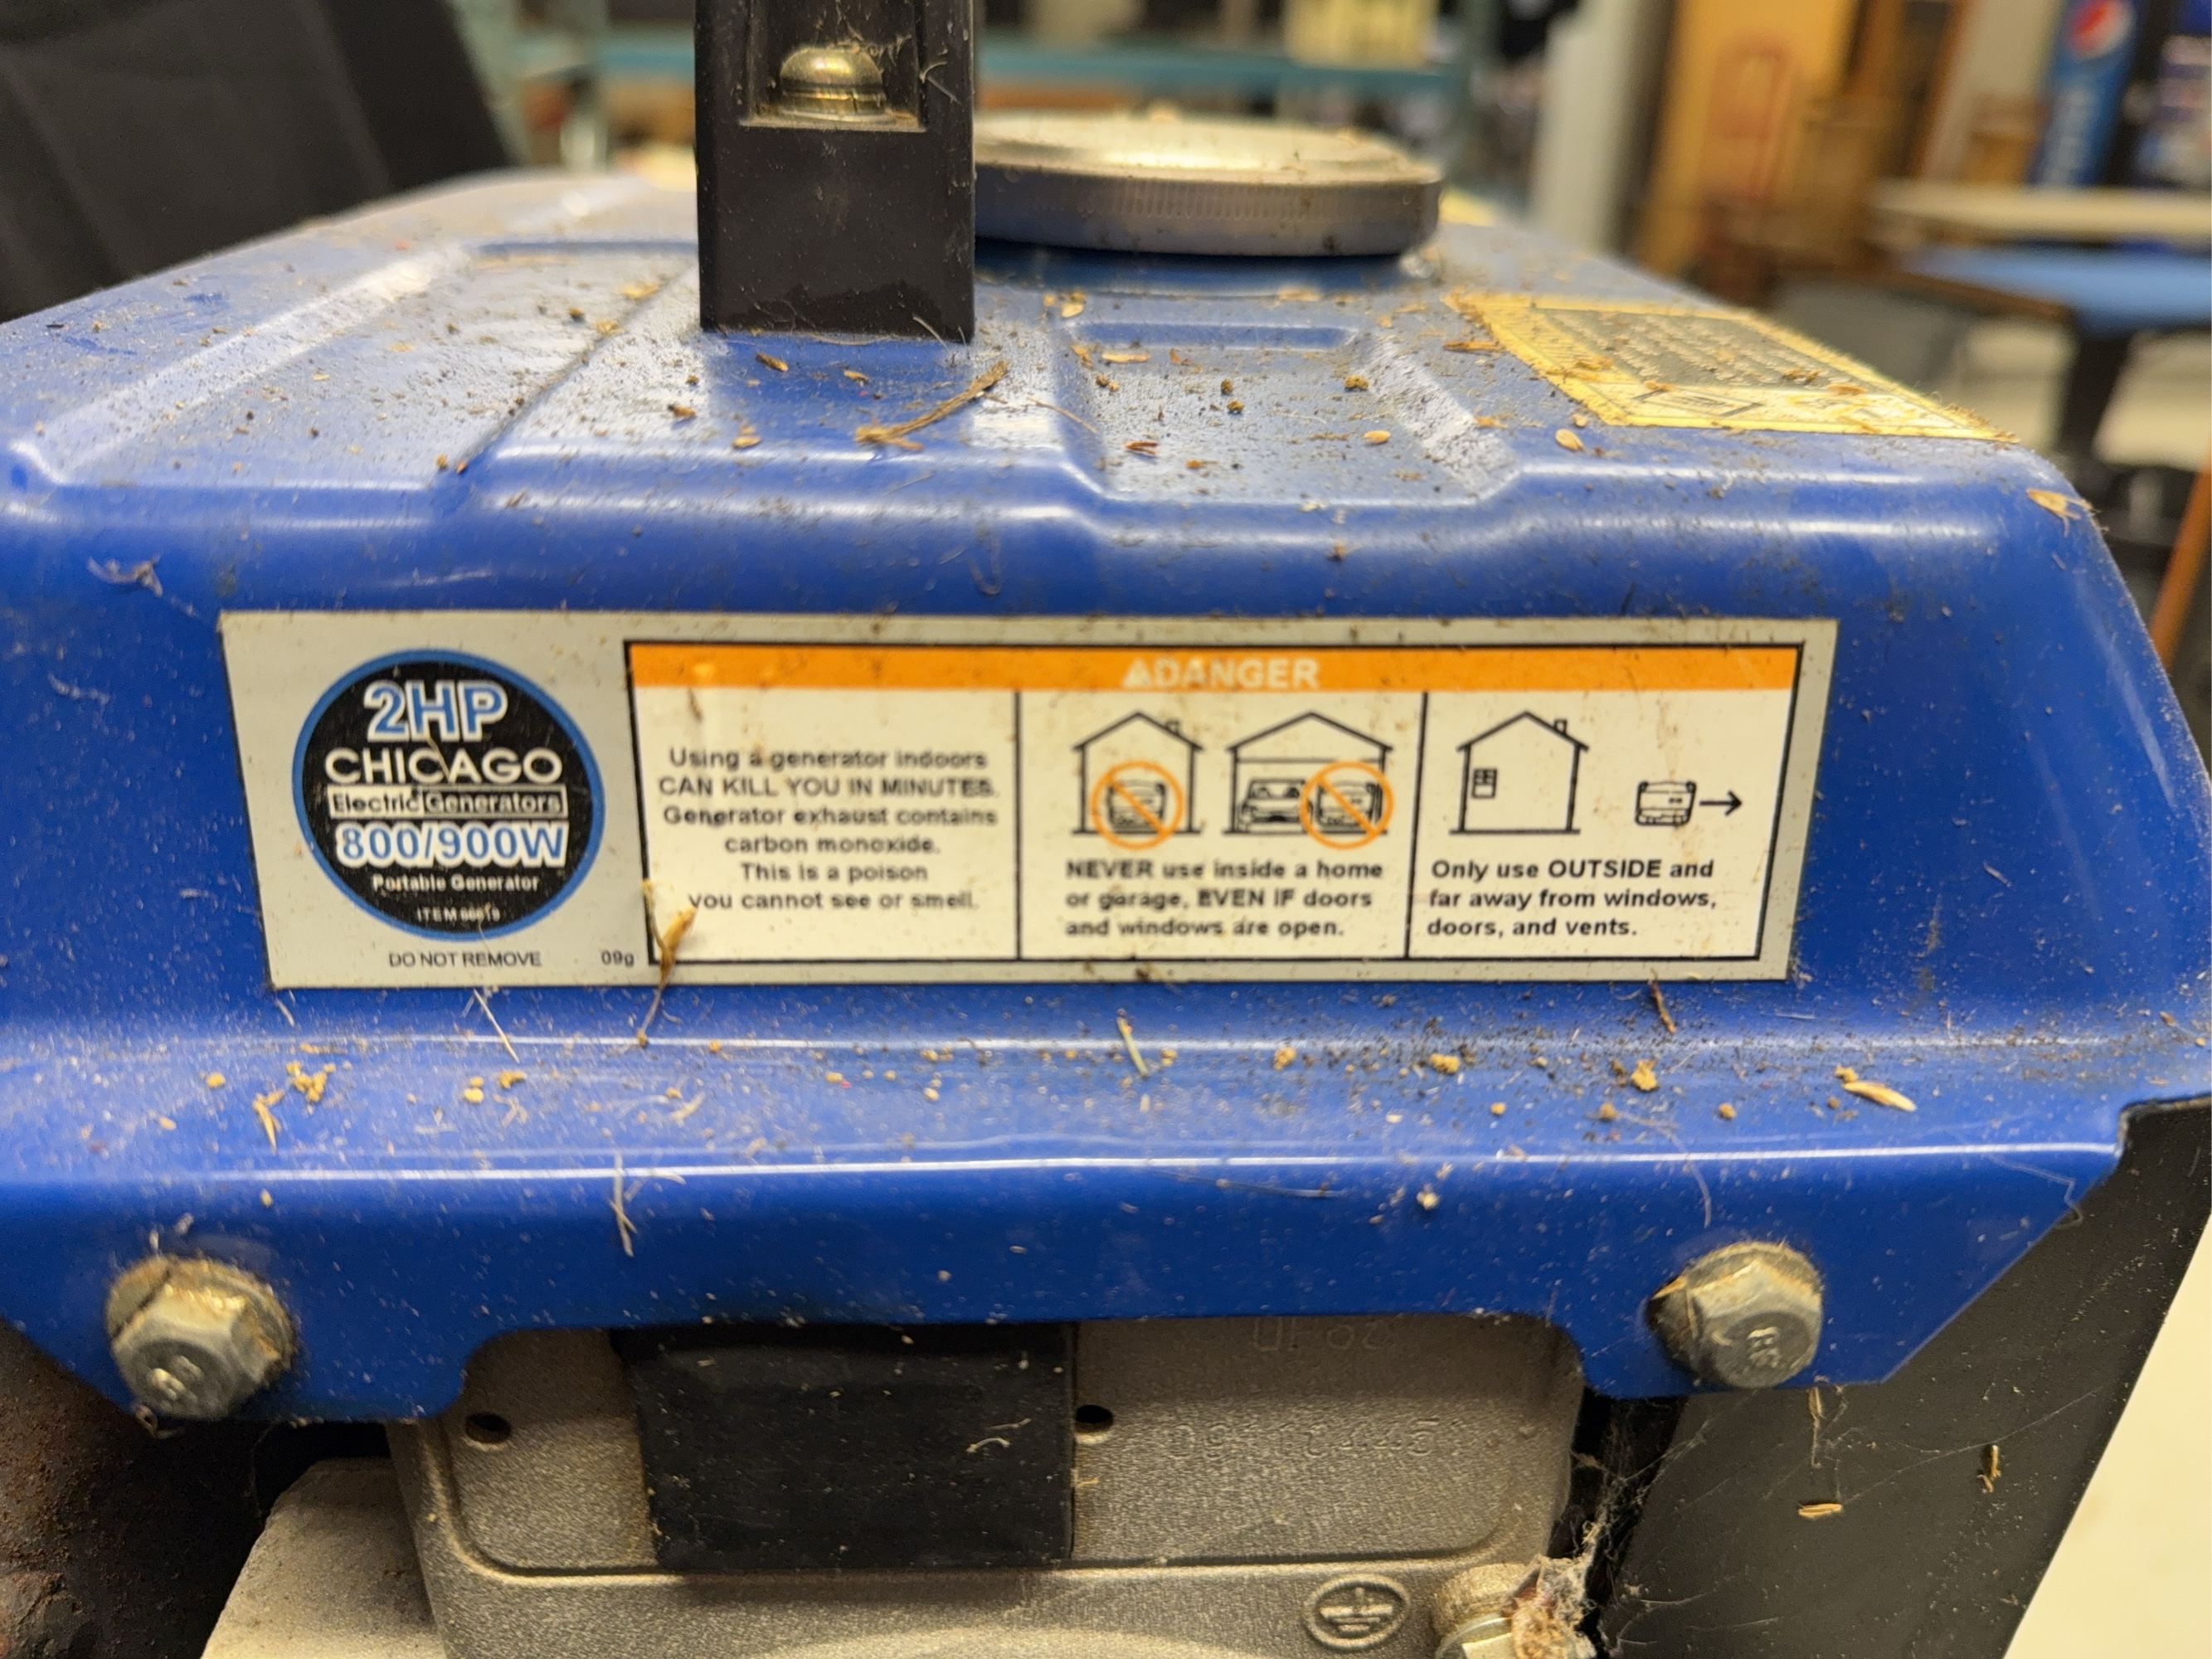 2HP
CHICAGO
Electric Generators
800/900W
Portable Generator
ITEM 66619
DO NOT REMOVE 09g
DANGER
Using a generator indoors
CAN KILL YOU IN MINUTES.
Generator exhaust contains
carbon monoxide.
This is a poison
you cannot see or smell.
NEVER use inside a home
or garage, EVEN IF doors
and windows are open.
Only use OUTSIDE and
far away from windows,
doors, and vents.